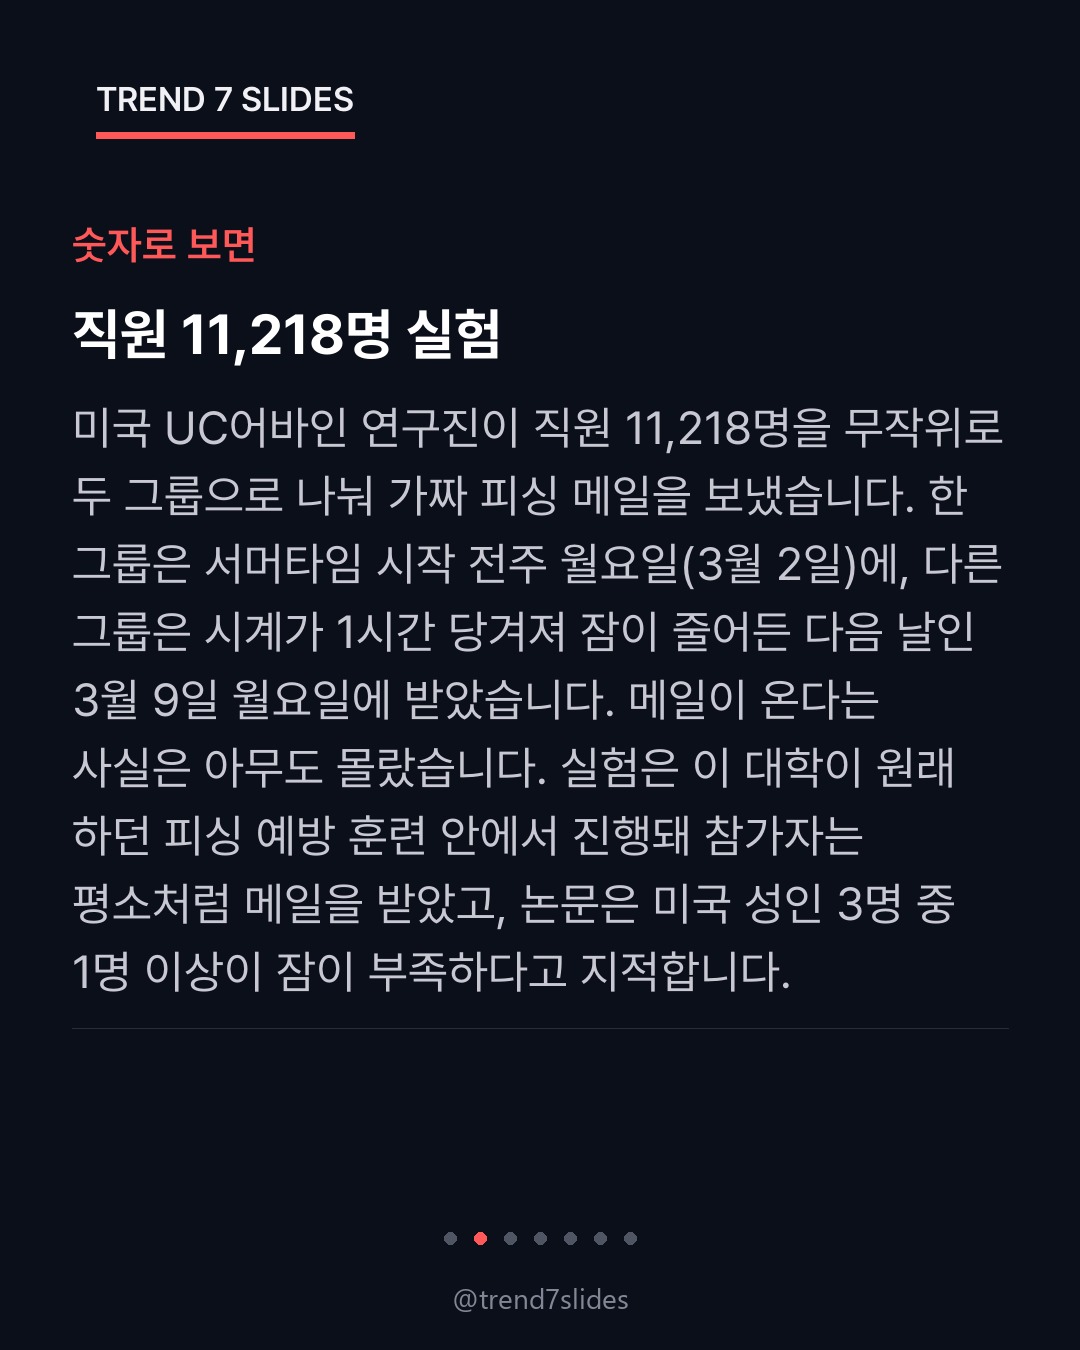 TREND 7 SLIDES
숫자로 보면
직원 11,218명 실험
미국 UC어바인 연구진이 직원 11,218명을 무작위로
두 그룹으로 나눠 가짜 피싱 메일을 보냈습니다. 한
그룹은 서머타임 시작 전주 월요일(3월 2일)에, 다른
그룹은 시계가 1시간 당겨져 잠이 줄어든 다음 날인
3월 9일 월요일에 받았습니다. 메일이 온다는
사실은 아무도 몰랐습니다. 실험은 이 대학이 원래
하던 피싱 예방 훈련 안에서 진행돼 참가자는
평소처럼 메일을 받았고, 논문은 미국 성인 3명 중
1명 이상이 잠이 부족하다고 지적합니다.
@trend7slides